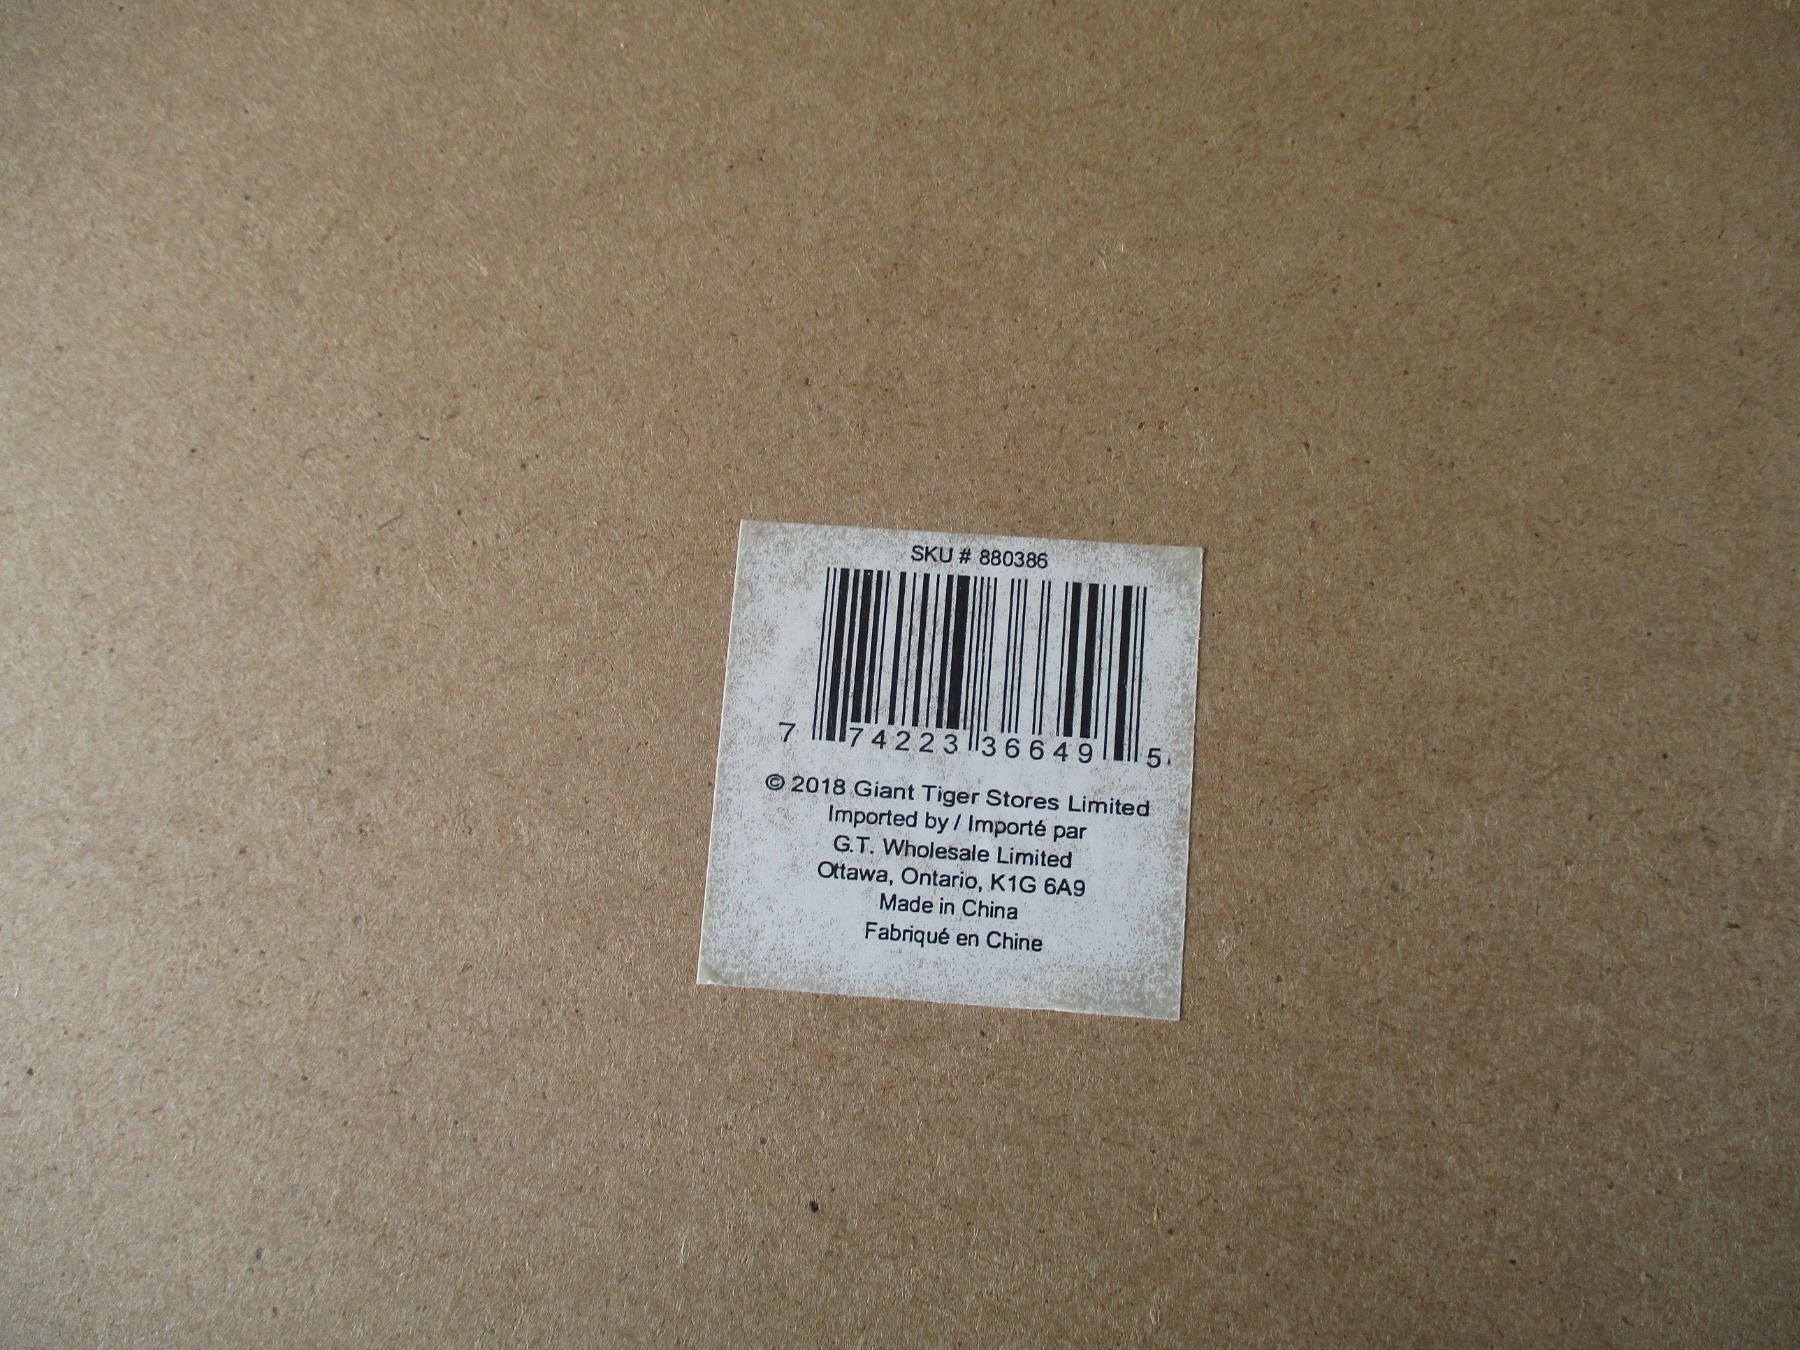 SKU # 880386
7 74223 36649 5
© 2018 Giant Tiger Stores Limited
Imported by / Importé par
G.T. Wholesale Limited
Ottawa, Ontario, K1G 6A9
Made in China
Fabriqué en Chine